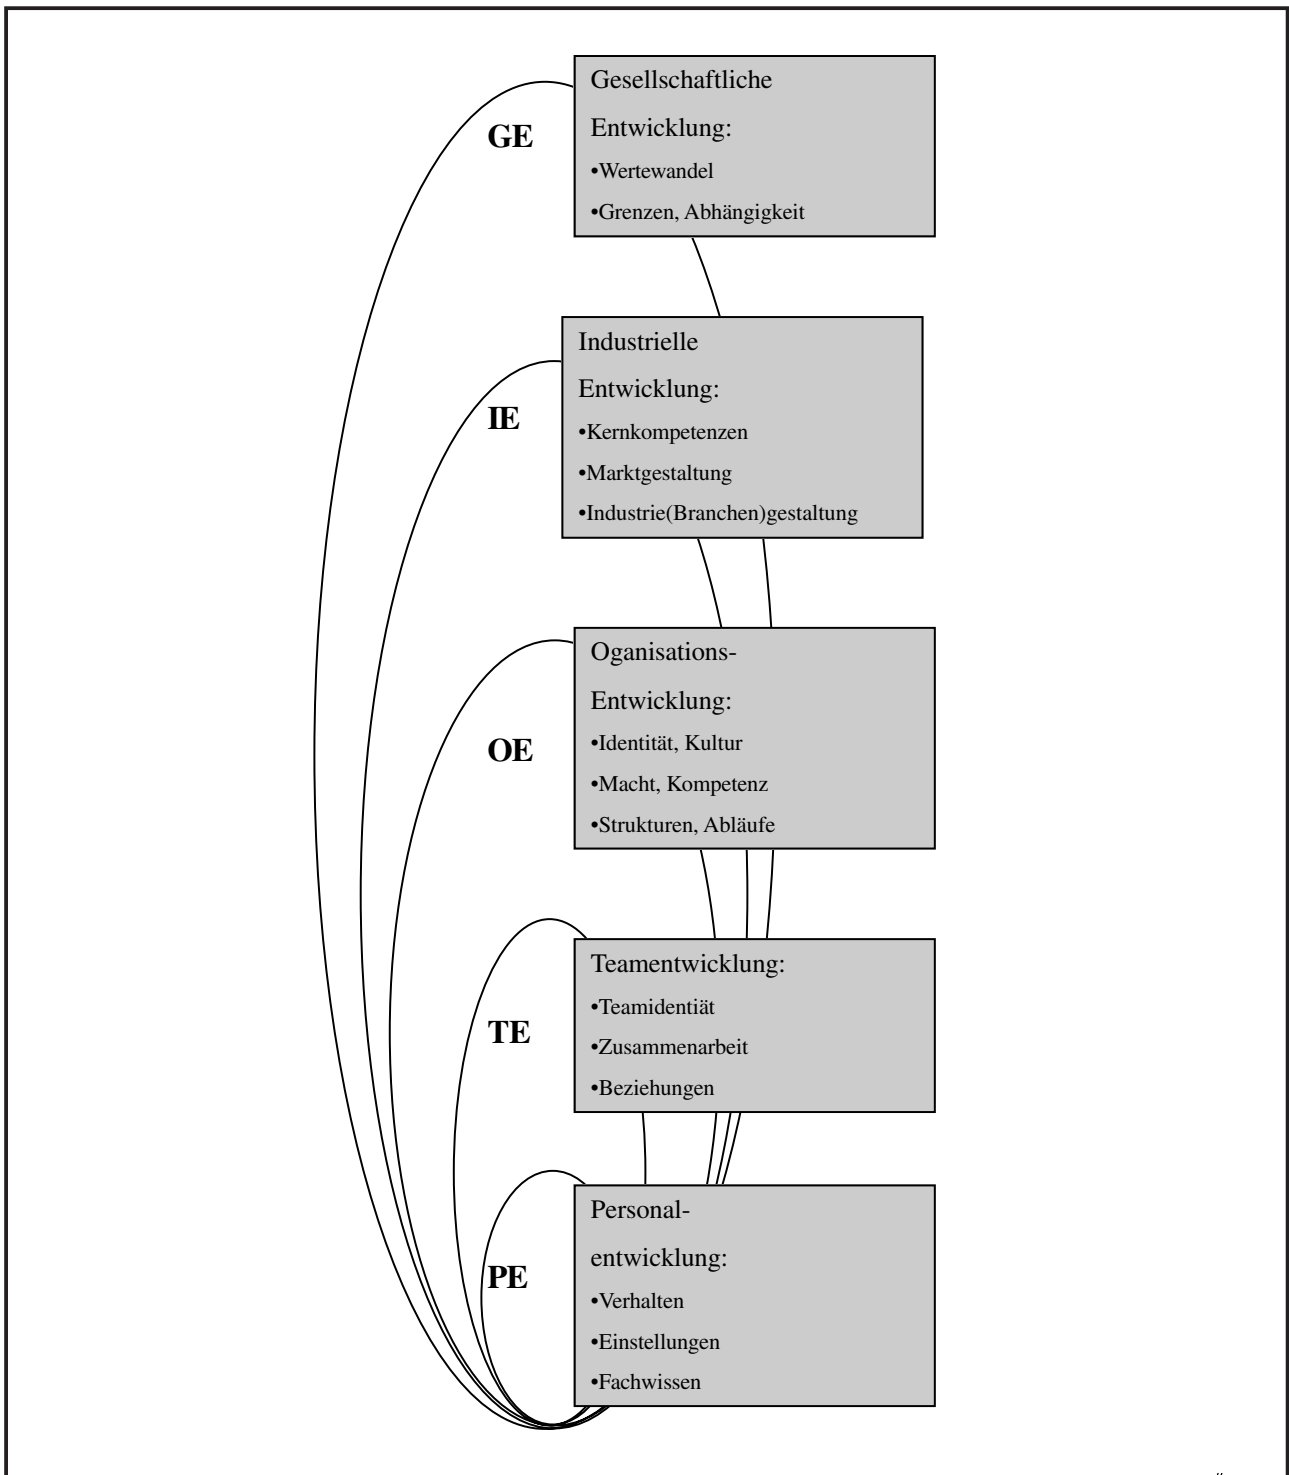 GE
Gesellschaftliche
Entwicklung:
•Wertewandel
•Grenzen, Abhängigkeit
IE
Industrielle
Entwicklung:
•Kernkompetenzen
•Marktgestaltung
•Industrie(Branchen)gestaltung
OE
Oganisations-
Entwicklung:
•Identität, Kultur
•Macht, Kompetenz
•Strukturen, Abläufe
TE
Teamentwicklung:
•Teamidentiät
•Zusammenarbeit
•Beziehungen
PE
Personal-
entwicklung:
•Verhalten
•Einstellungen
•Fachwissen